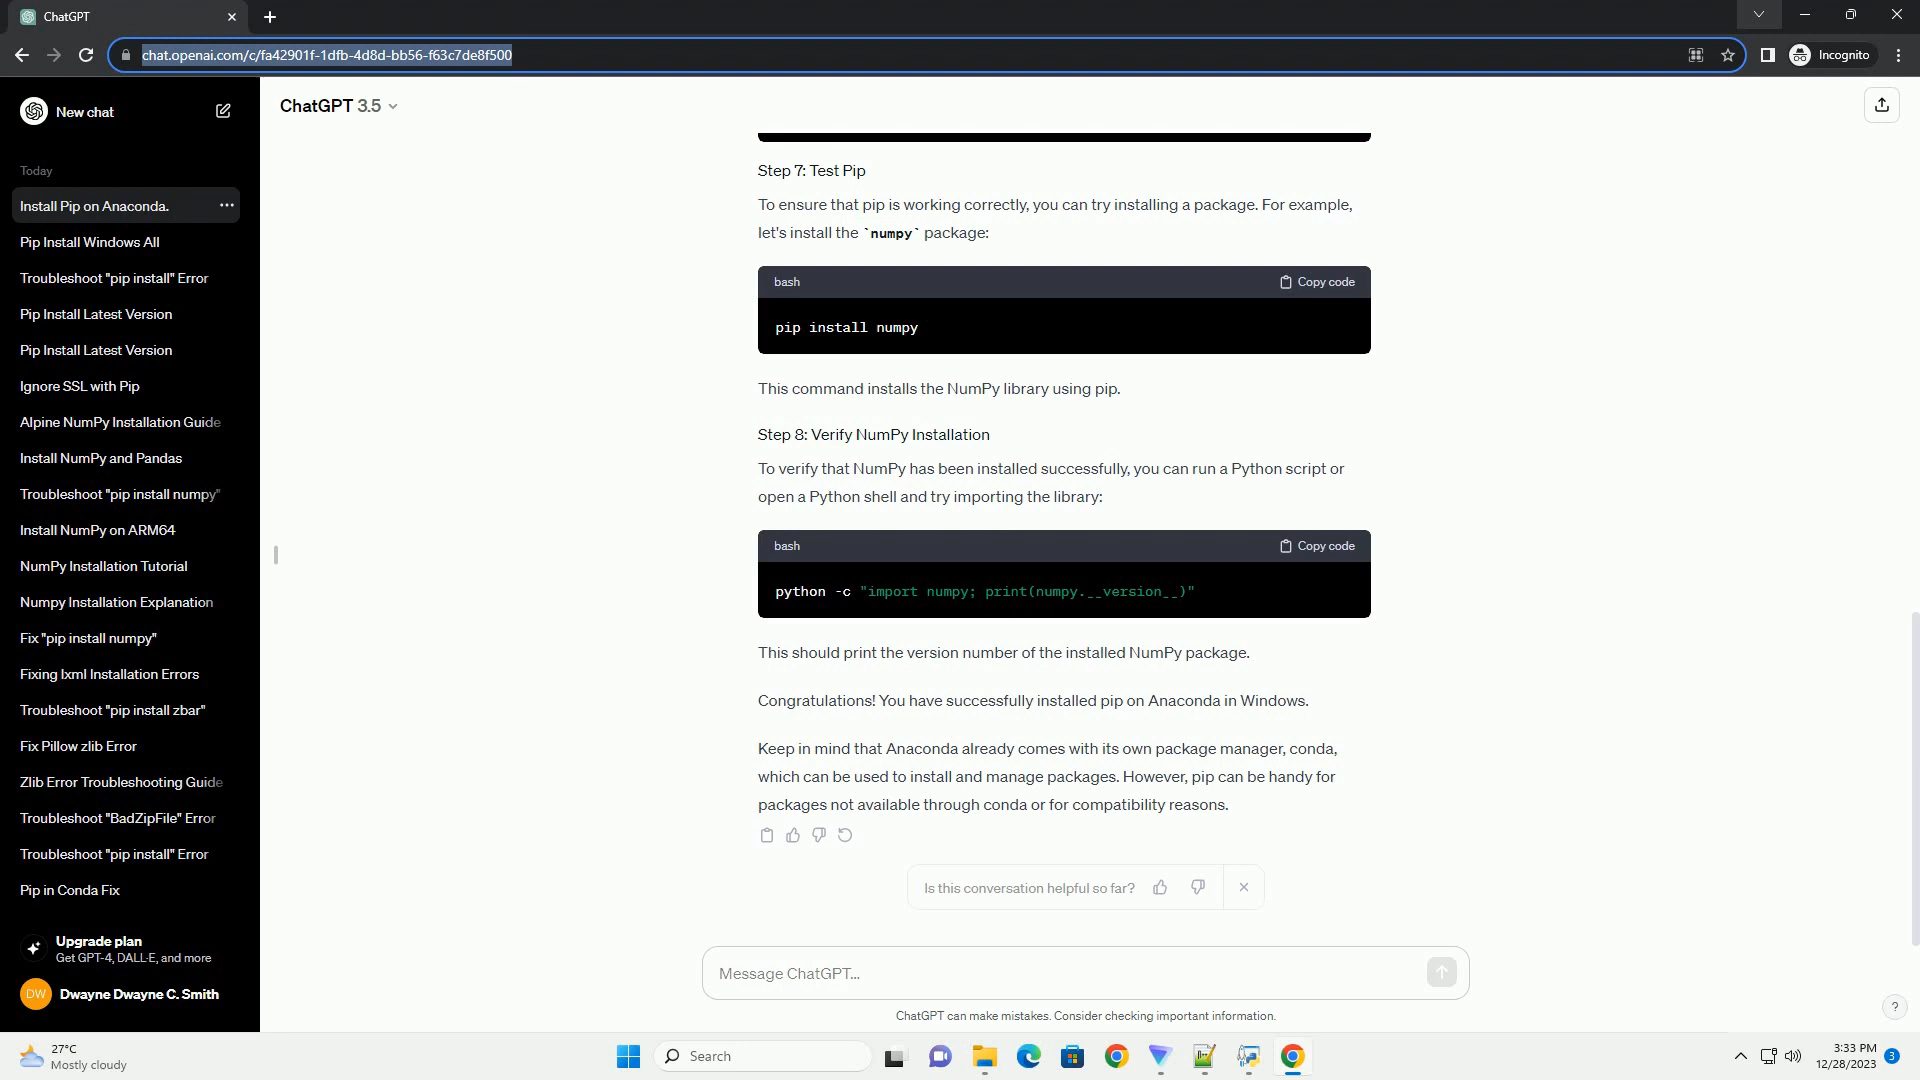 ChatGPT
chat.openai.com/c/fa42901f-1dfb-4d8d-bb56-f63c7de8f500
Incognito
New chat
Today
Install Pip on Anaconda.
Pip Install Windows All
Troubleshoot "pip install" Error
Pip Install Latest Version
Pip Install Latest Version
Ignore SSL with Pip
Alpine NumPy Installation Guide
Install NumPy and Pandas
Troubleshoot "pip install numpy"
Install NumPy on ARM64
NumPy Installation Tutorial
Numpy Installation Explanation
Fix "pip install numpy"
Fixing lxml Installation Errors
Troubleshoot "pip install zbar"
Fix Pillow zlib Error
Zlib Error Troubleshooting Guide
Troubleshoot "BadZipFile" Error
Troubleshoot "pip install" Error
Pip in Conda Fix
Upgrade plan
Get GPT-4, DALL·E, and more
DW
Dwayne Dwayne C. Smith
ChatGPT 3.5
Step 7: Test Pip
To ensure that pip is working correctly, you can try installing a package. For example,
let's install the `numpy` package:
bash
Copy code
pip install numpy
This command installs the NumPy library using pip.
Step 8: Verify NumPy Installation
To verify that NumPy has been installed successfully, you can run a Python script or
open a Python shell and try importing the library:
bash
Copy code
python -c "import numpy; print(numpy.__version__)"
This should print the version number of the installed NumPy package.
Congratulations! You have successfully installed pip on Anaconda in Windows.
Keep in mind that Anaconda already comes with its own package manager, conda,
which can be used to install and manage packages. However, pip can be handy for
packages not available through conda or for compatibility reasons.
Is this conversation helpful so far?
Message ChatGPT...
ChatGPT can make mistakes. Consider checking important information.
?
27°C
Mostly cloudy
Search
3:33 PM
12/28/2023
3